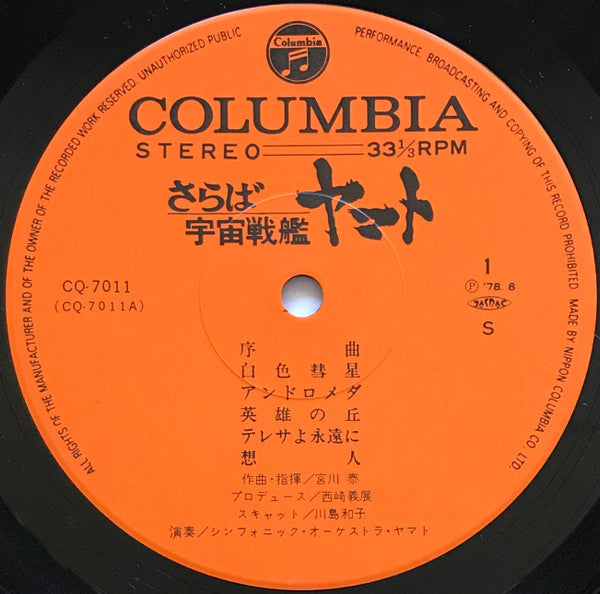 ALL RIGHTS OF THE MANUFACTURER AND OF THE OWNER OF THE RECORDED WORK RESERVED. UNAUTHORIZED PUBLIC PERFORMANCE, BROADCASTING AND COPYING OF THIS RECORD PROHIBITED. MADE BY NIPPON COLUMBIA CO. LTD.
Columbia
COLUMBIA
STEREO 33 1/3 RPM
さらば
宇宙戦艦 ヤマト
CQ-7011
(CQ-7011A)
1
Ⓟ '78. 8
JASRAC
S
序曲
白色彗星
アンドロメダ
英雄の丘
テレサよ永遠に
想人
作曲・指揮/宮川 泰
プロデュース/西崎義展
スキャット/川島和子
演奏/シンフォニック・オーケストラ・ヤマト